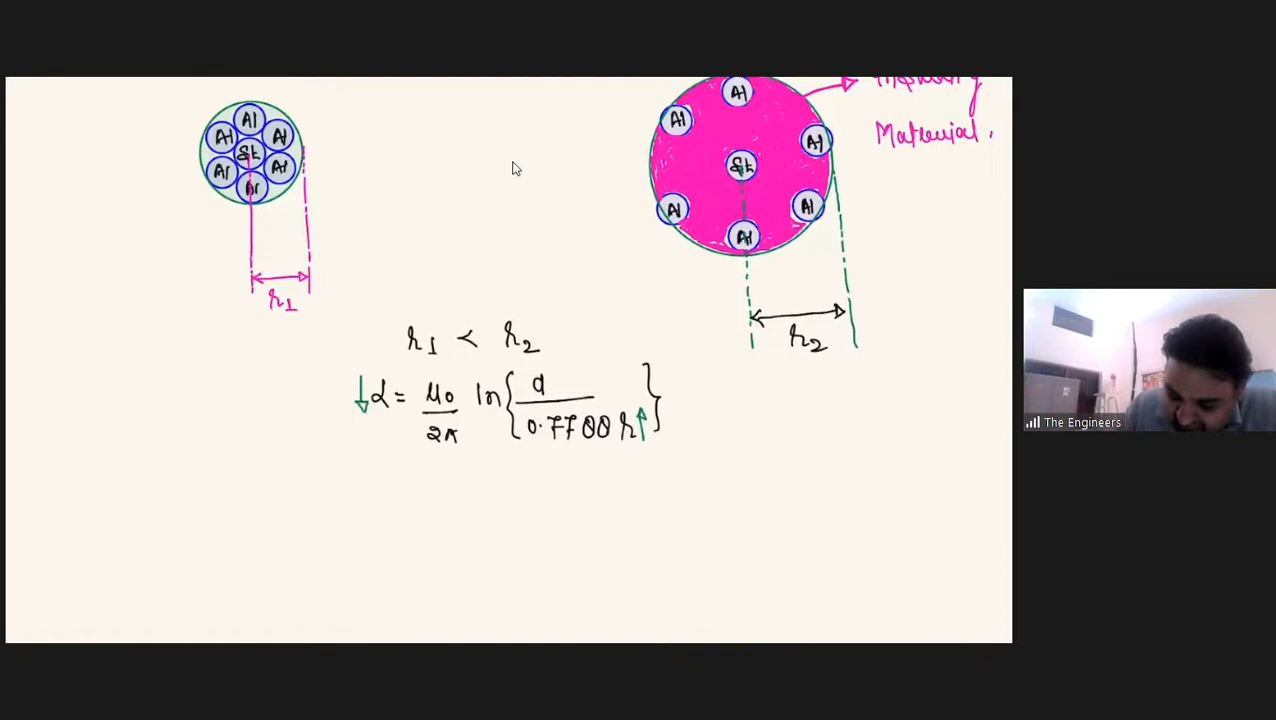 Al
Al Al
St
Al Al
Al
r₁
Al
Al Al
St
Al Al
Al
Material.
r₂
r₁ < r₂
↓ L = μ₀/2π ln{d/0.7788 r↑}
The Engineers